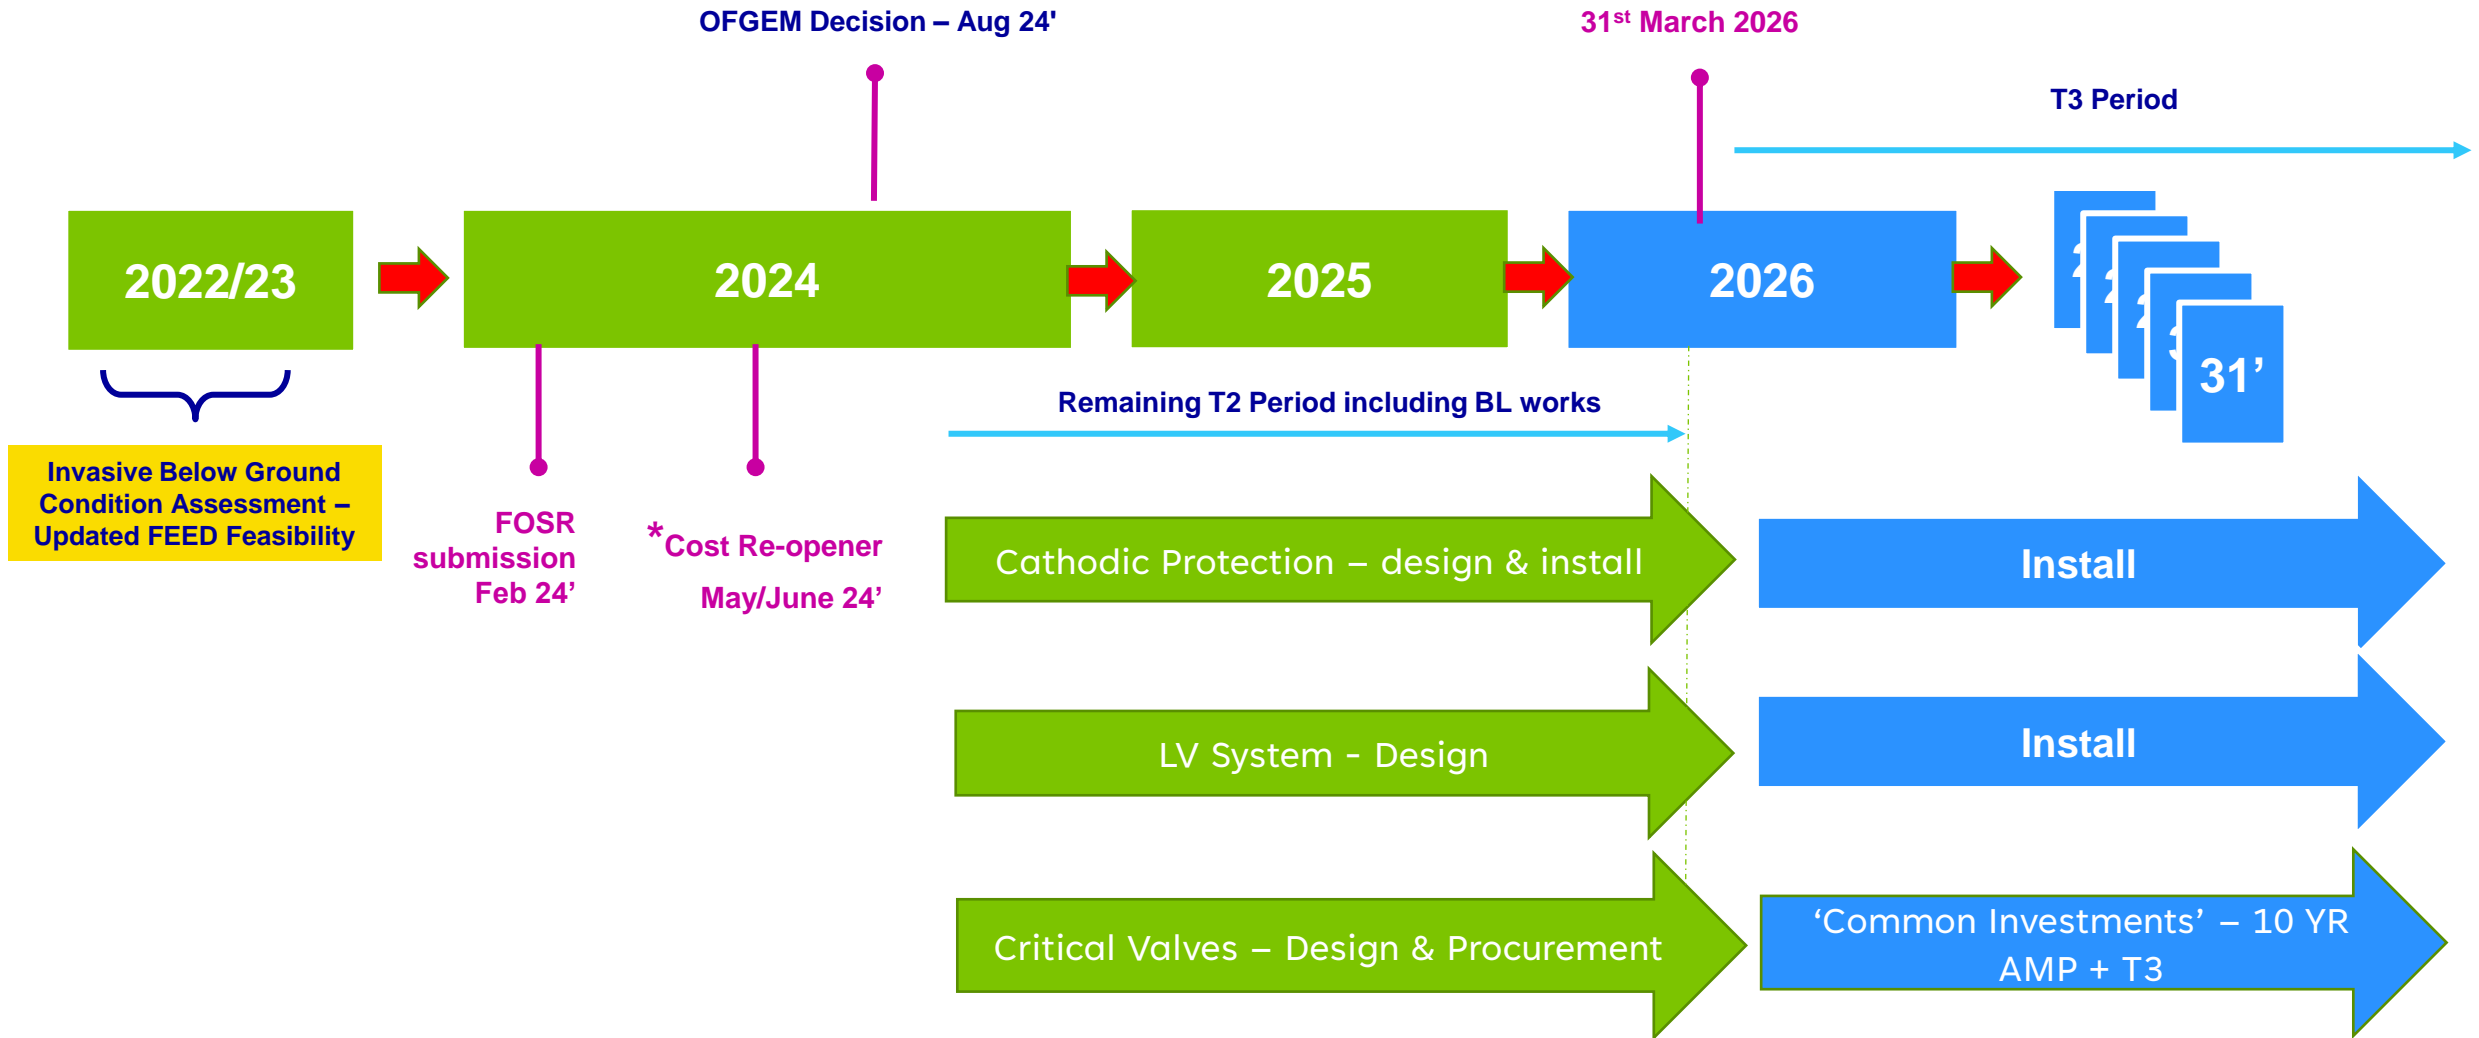 OFGEM Decision – Aug 24'
31st March 2026
T3 Period
2022/23
2024
2025
2026
31’
Remaining T2 Period including BL works
Invasive Below Ground
Condition Assessment –
Updated FEED Feasibility
FOSR
submission
Feb 24’
*Cost Re-opener
May/June 24’
Cathodic Protection – design & install
Install
LV System - Design
Install
Critical Valves – Design & Procurement
‘Common Investments’ – 10 YR
AMP + T3